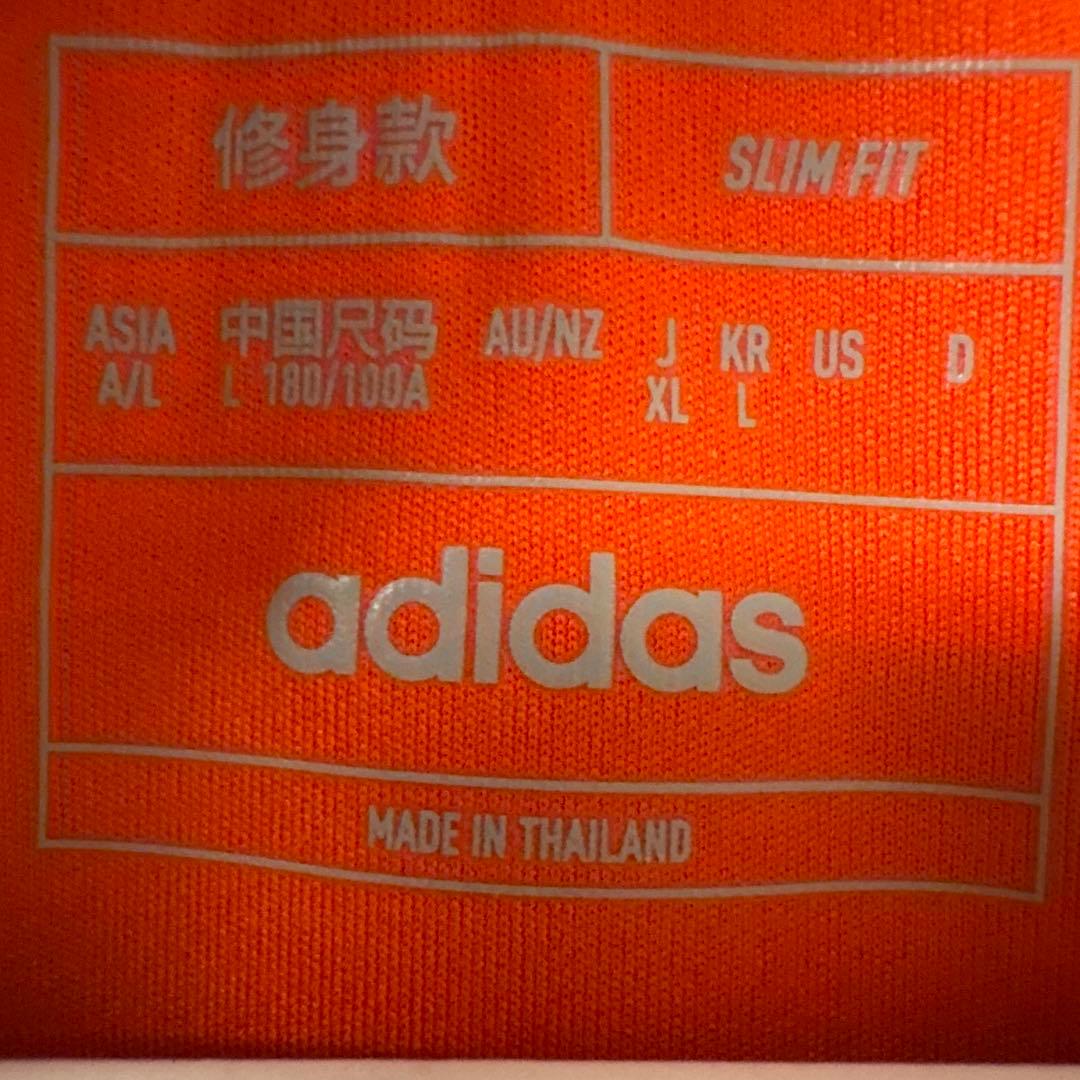 修身款 SLIM FIT
ASIA 中国尺码 AU/NZ J KR US D
A/L L 180/100A XL L
adidas
MADE IN THAILAND